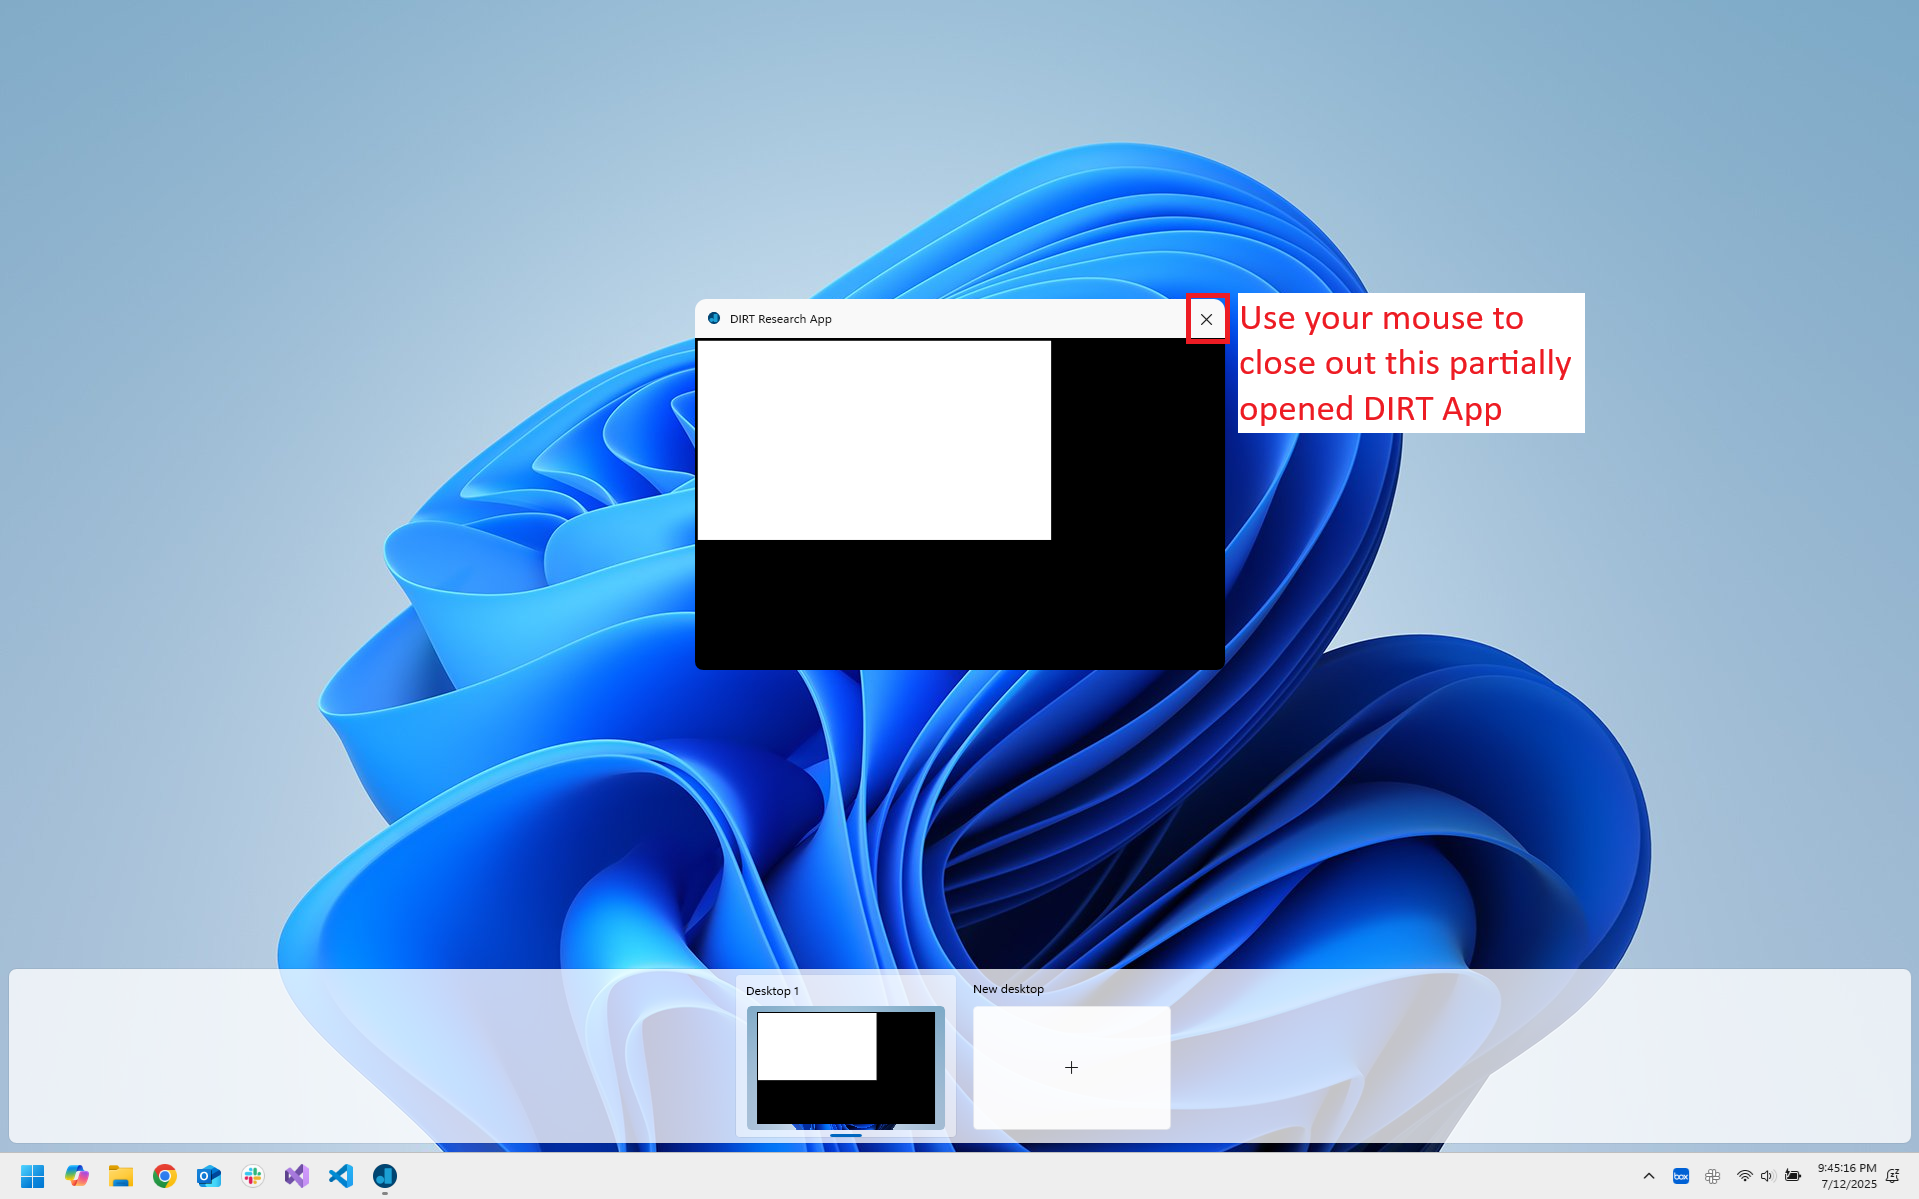 DIRT Research App
Use your mouse to
close out this partially
opened DIRT App
Desktop 1
New desktop
box
9:45:16 PM
7/12/2025